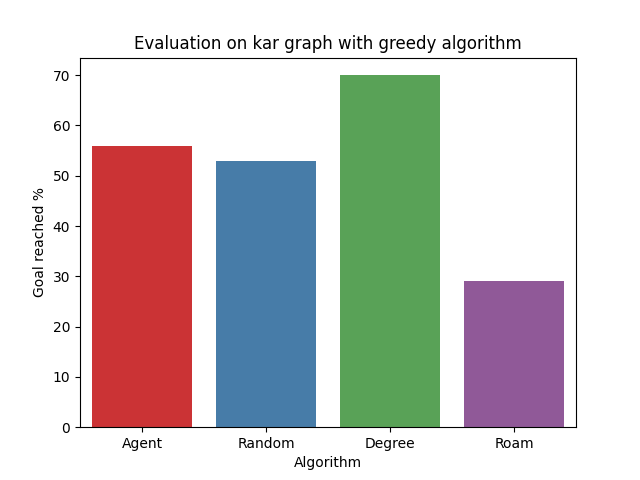 Evaluation on kar graph with greedy algorithm
Goal reached %
70
60
50
40
30
20
10
0
Agent
Random
Degree
Roam
Algorithm